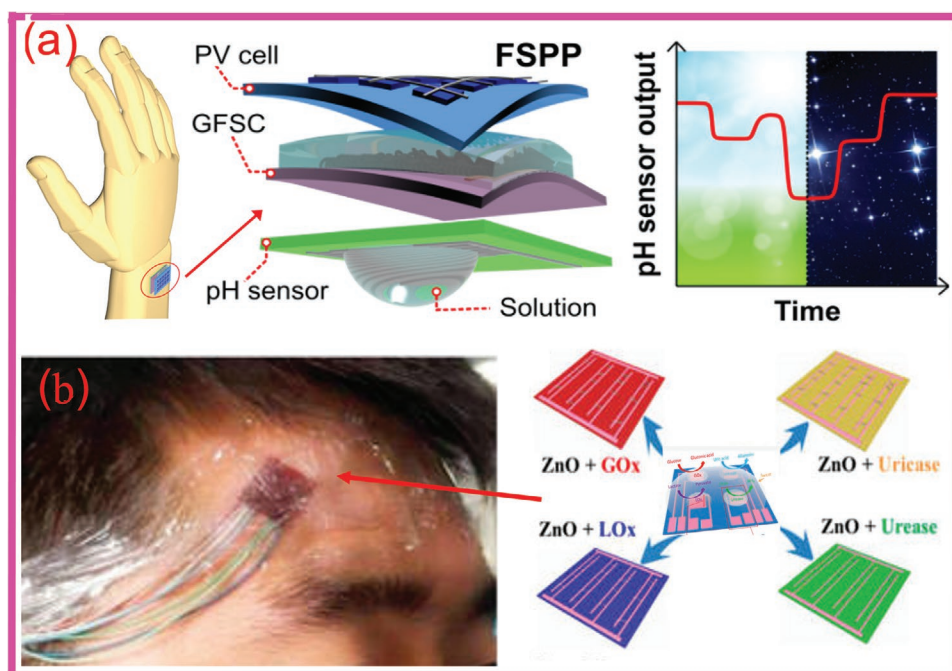 (a)
PV cell
FSPP
GFSC
pH sensor
Solution
pH sensor output
Time
(b)
ZnO + GOx
ZnO + Uricase
ZnO + LOx
ZnO + Urease